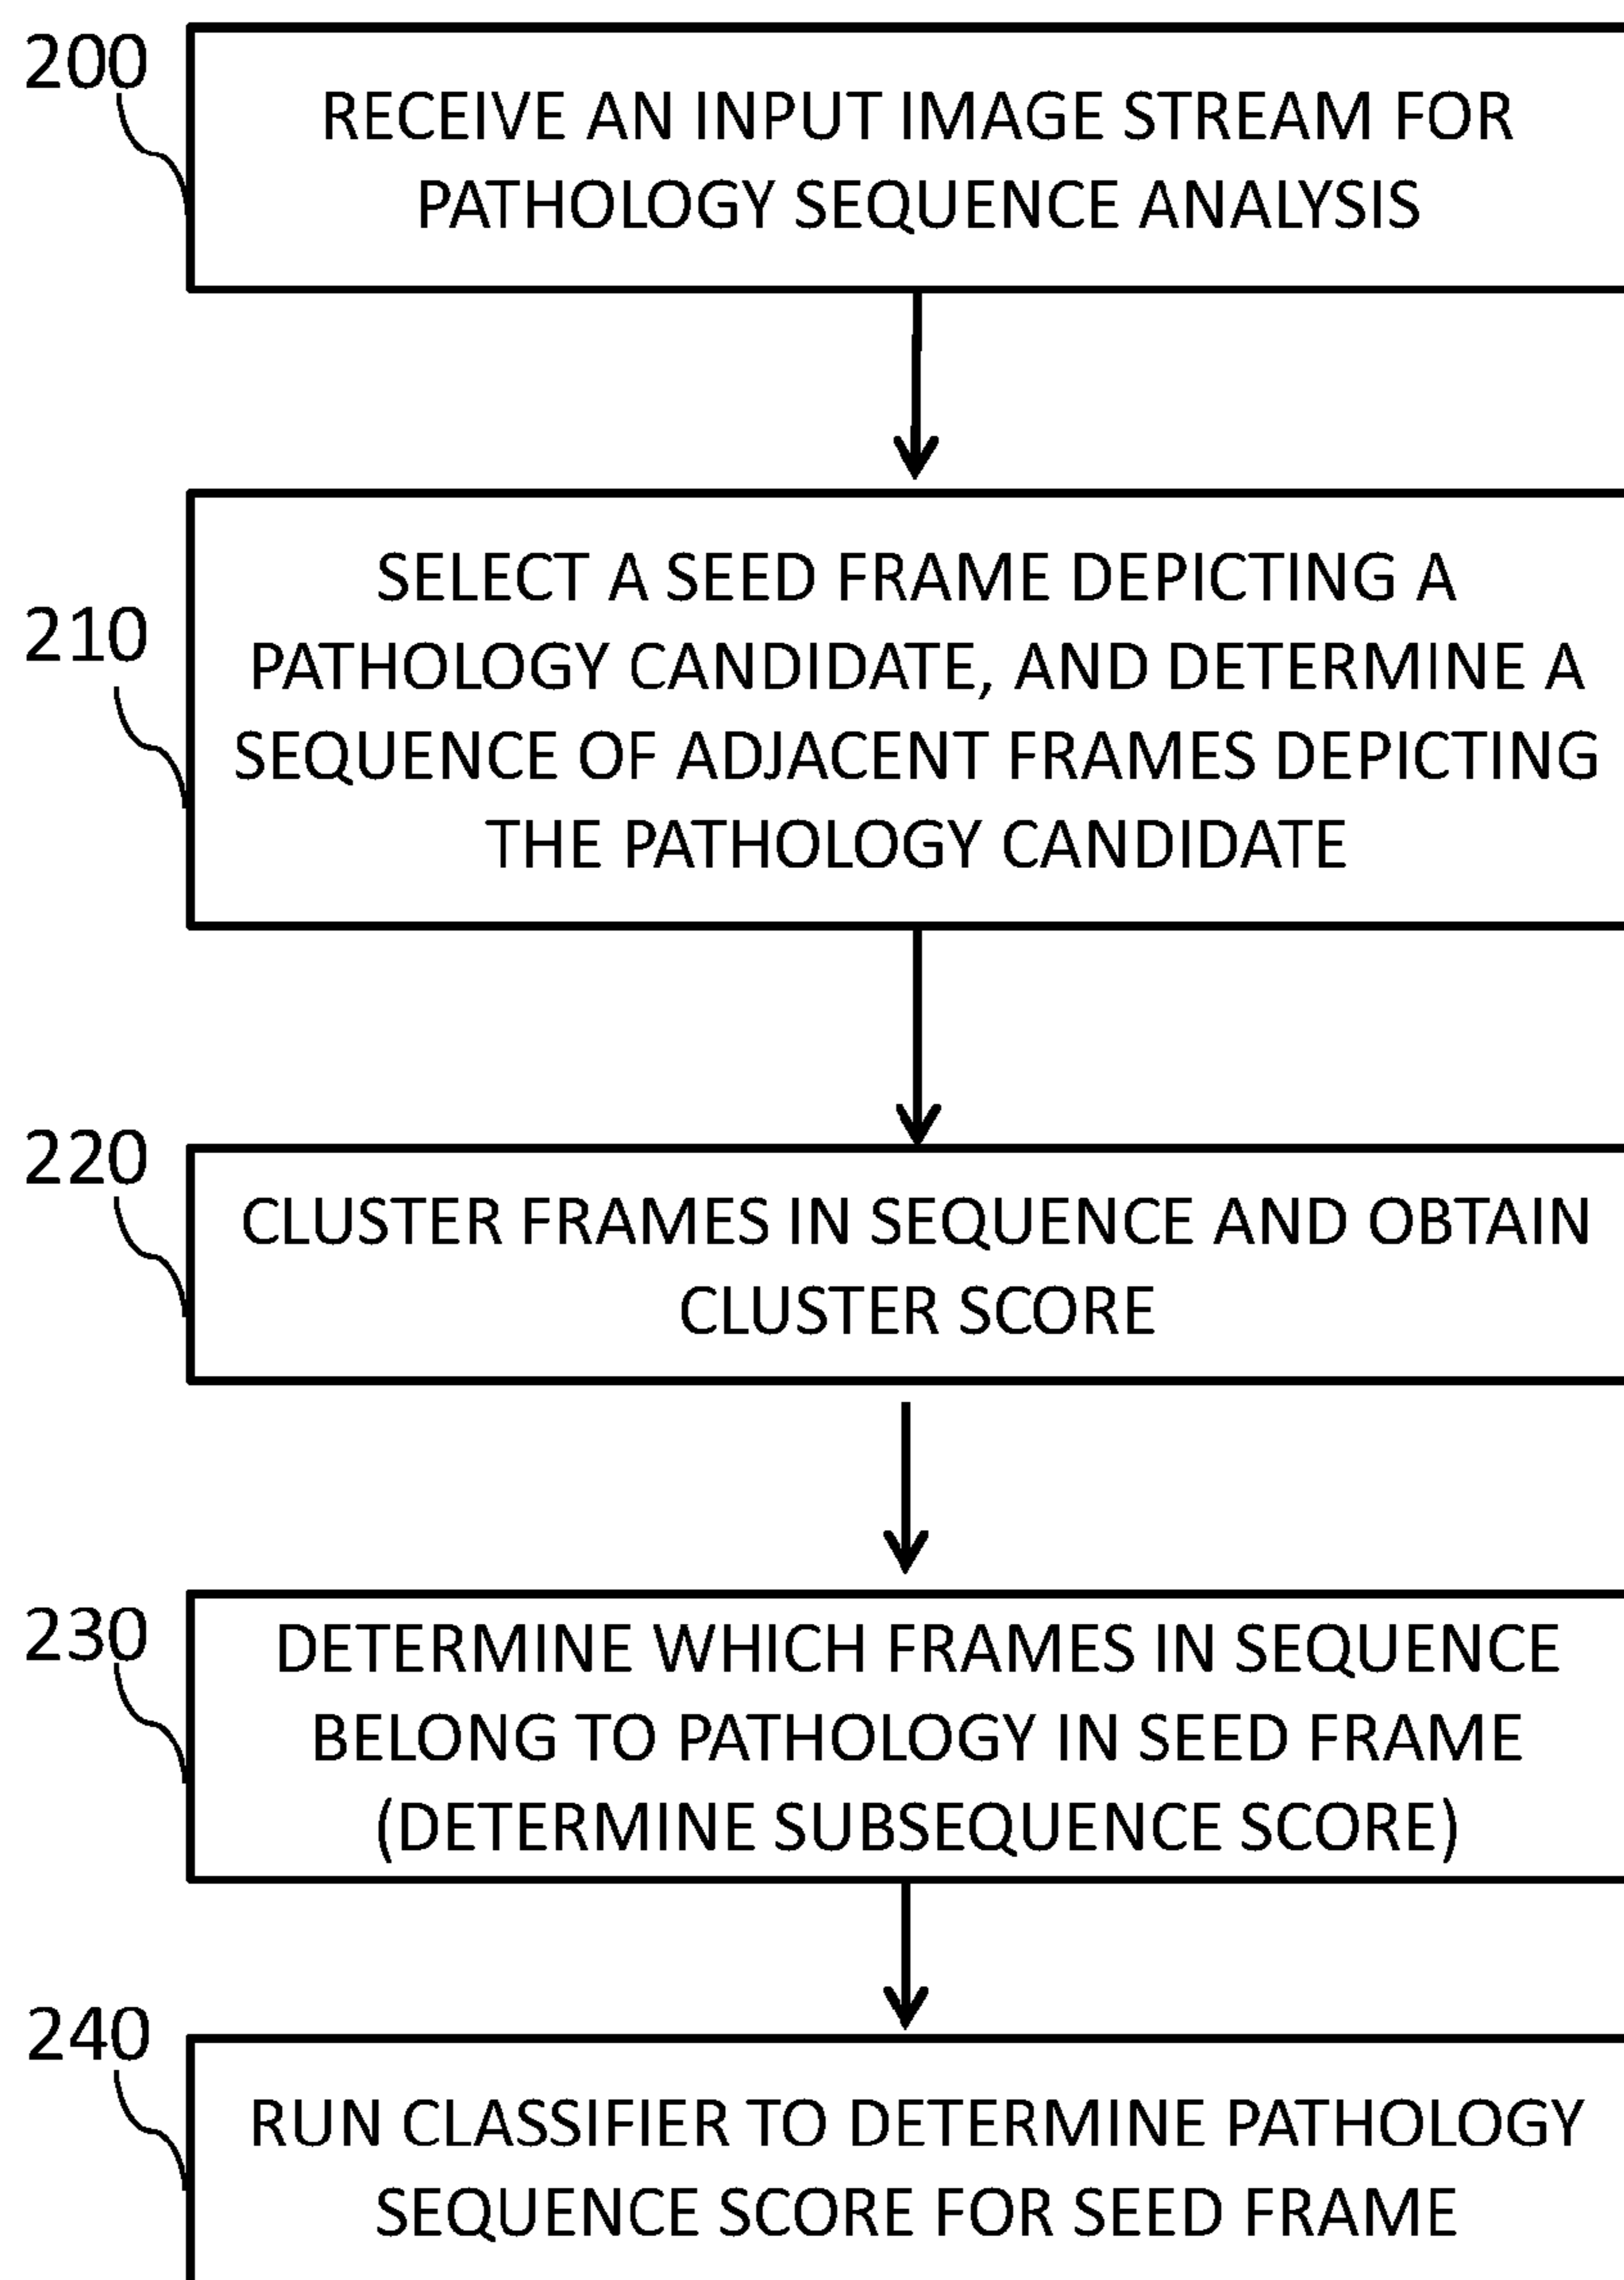 200
RECEIVE AN INPUT IMAGE STREAM FOR
PATHOLOGY SEQUENCE ANALYSIS
210
SELECT A SEED FRAME DEPICTING A
PATHOLOGY CANDIDATE, AND DETERMINE A
SEQUENCE OF ADJACENT FRAMES DEPICTING
THE PATHOLOGY CANDIDATE
220
CLUSTER FRAMES IN SEQUENCE AND OBTAIN
CLUSTER SCORE
230
DETERMINE WHICH FRAMES IN SEQUENCE
BELONG TO PATHOLOGY IN SEED FRAME
(DETERMINE SUBSEQUENCE SCORE)
240
RUN CLASSIFIER TO DETERMINE PATHOLOGY
SEQUENCE SCORE FOR SEED FRAME